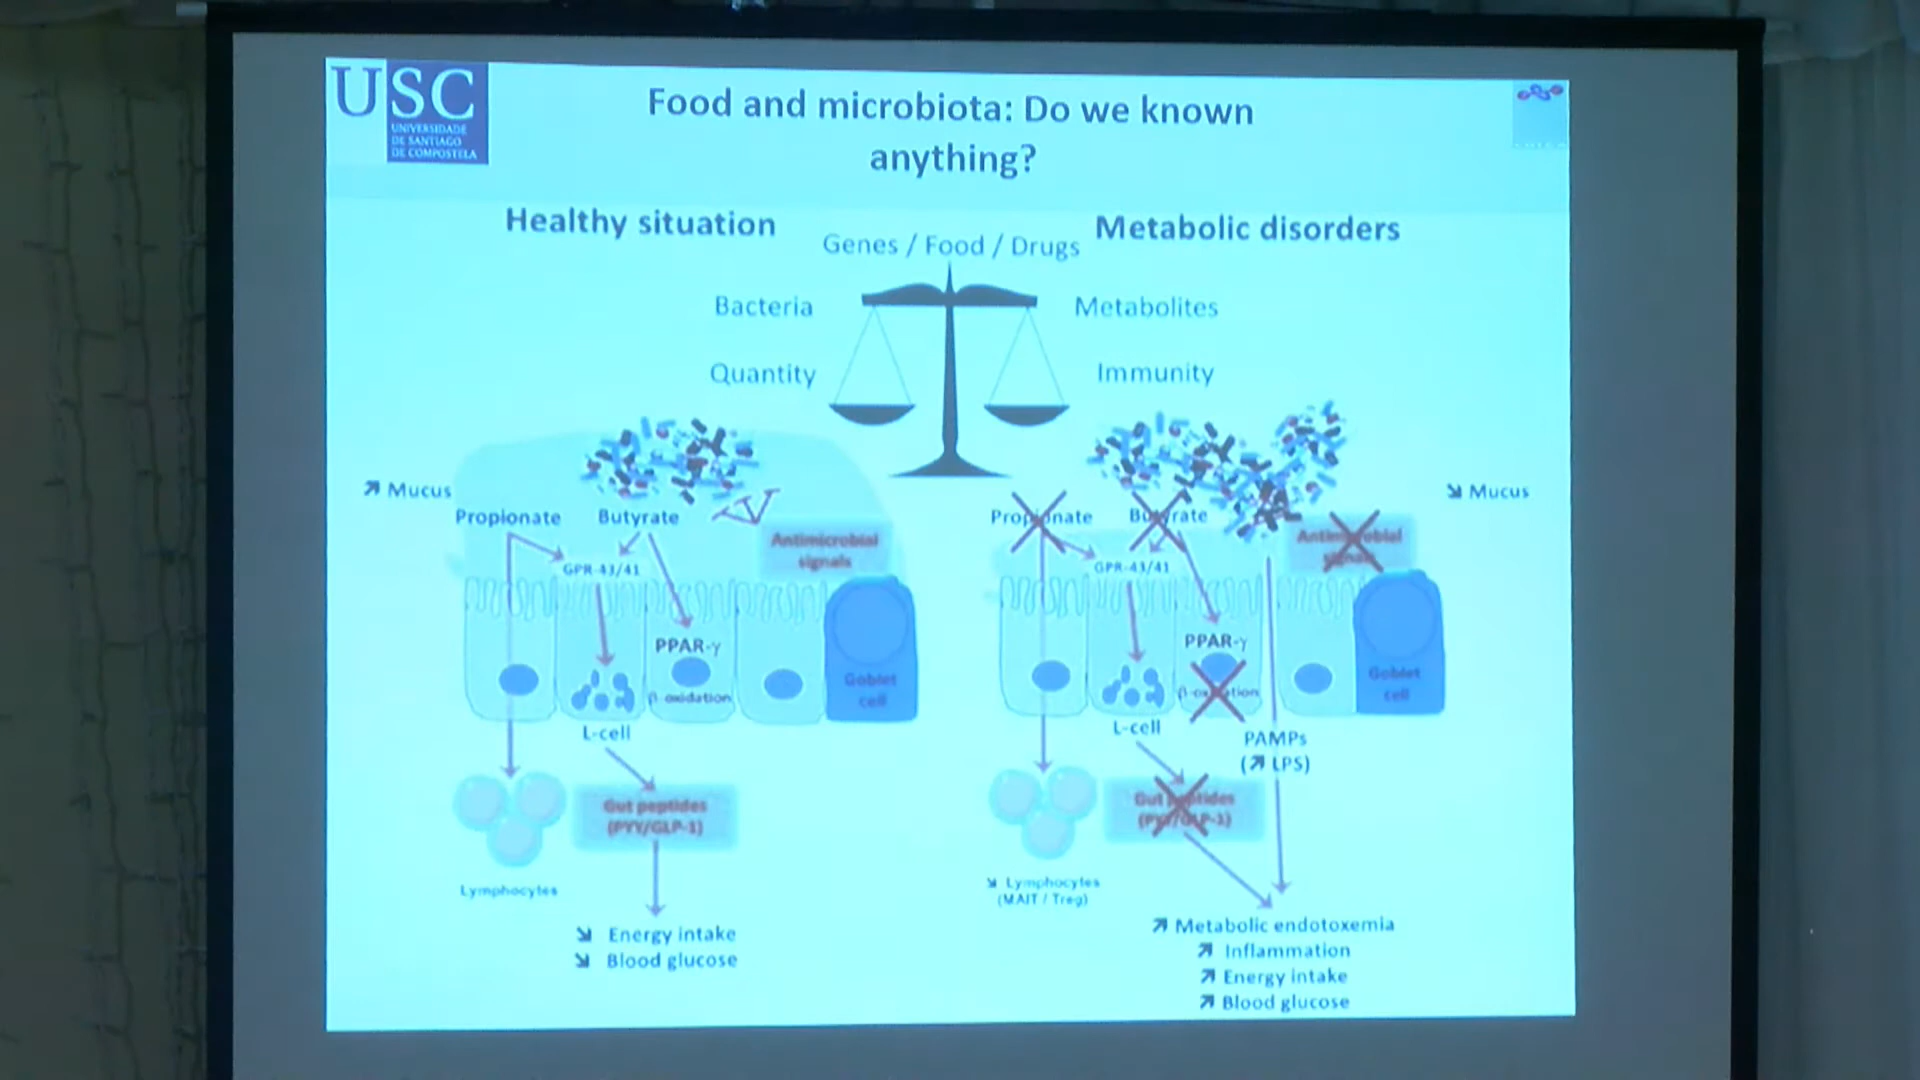 USC
UNIVERSIDADE
DE SANTIAGO
DE COMPOSTELA
Food and microbiota: Do we known
anything?
Healthy situation
Genes / Food / Drugs
Metabolic disorders
Bacteria
Metabolites
Quantity
Immunity
↗ Mucus
Propionate
Butyrate
Antimicrobial
signals
GPR-43/41
PPAR-γ
β-oxidation
Goblet
cell
L-cell
Gut peptides
(PYY/GLP-1)
Lymphocytes
↘ Energy intake
↘ Blood glucose
↘ Mucus
Propionate
Butyrate
Antimicrobial
signals
GPR-43/41
PPAR-γ
β-oxidation
Goblet
cell
L-cell
PAMPs
(↗ LPS)
Gut peptides
(PYY/GLP-1)
↘ Lymphocytes
(MAIT / Treg)
↗ Metabolic endotoxemia
↗ Inflammation
↗ Energy intake
↗ Blood glucose